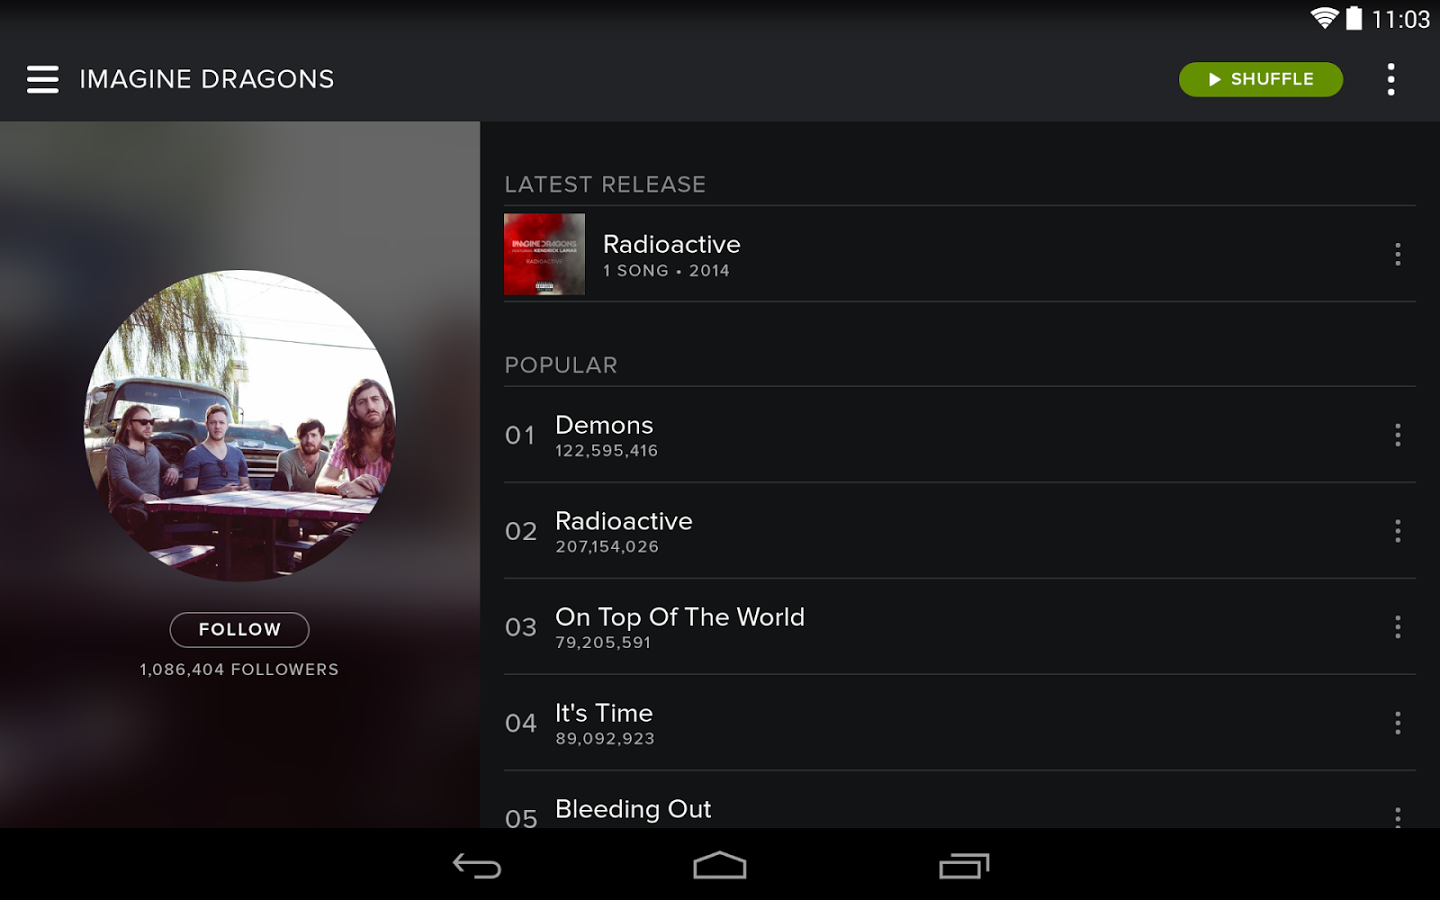 11:03
IMAGINE DRAGONS
SHUFFLE
FOLLOW
1,086,404 FOLLOWERS
LATEST RELEASE
IMAGINE DRAGONS
FEATURING KENDRICK LAMAR
RADIOACTIVE
Radioactive
1 SONG • 2014
POPULAR
01
Demons
122,595,416
02
Radioactive
207,154,026
03
On Top Of The World
79,205,591
04
It's Time
89,092,923
05
Bleeding Out